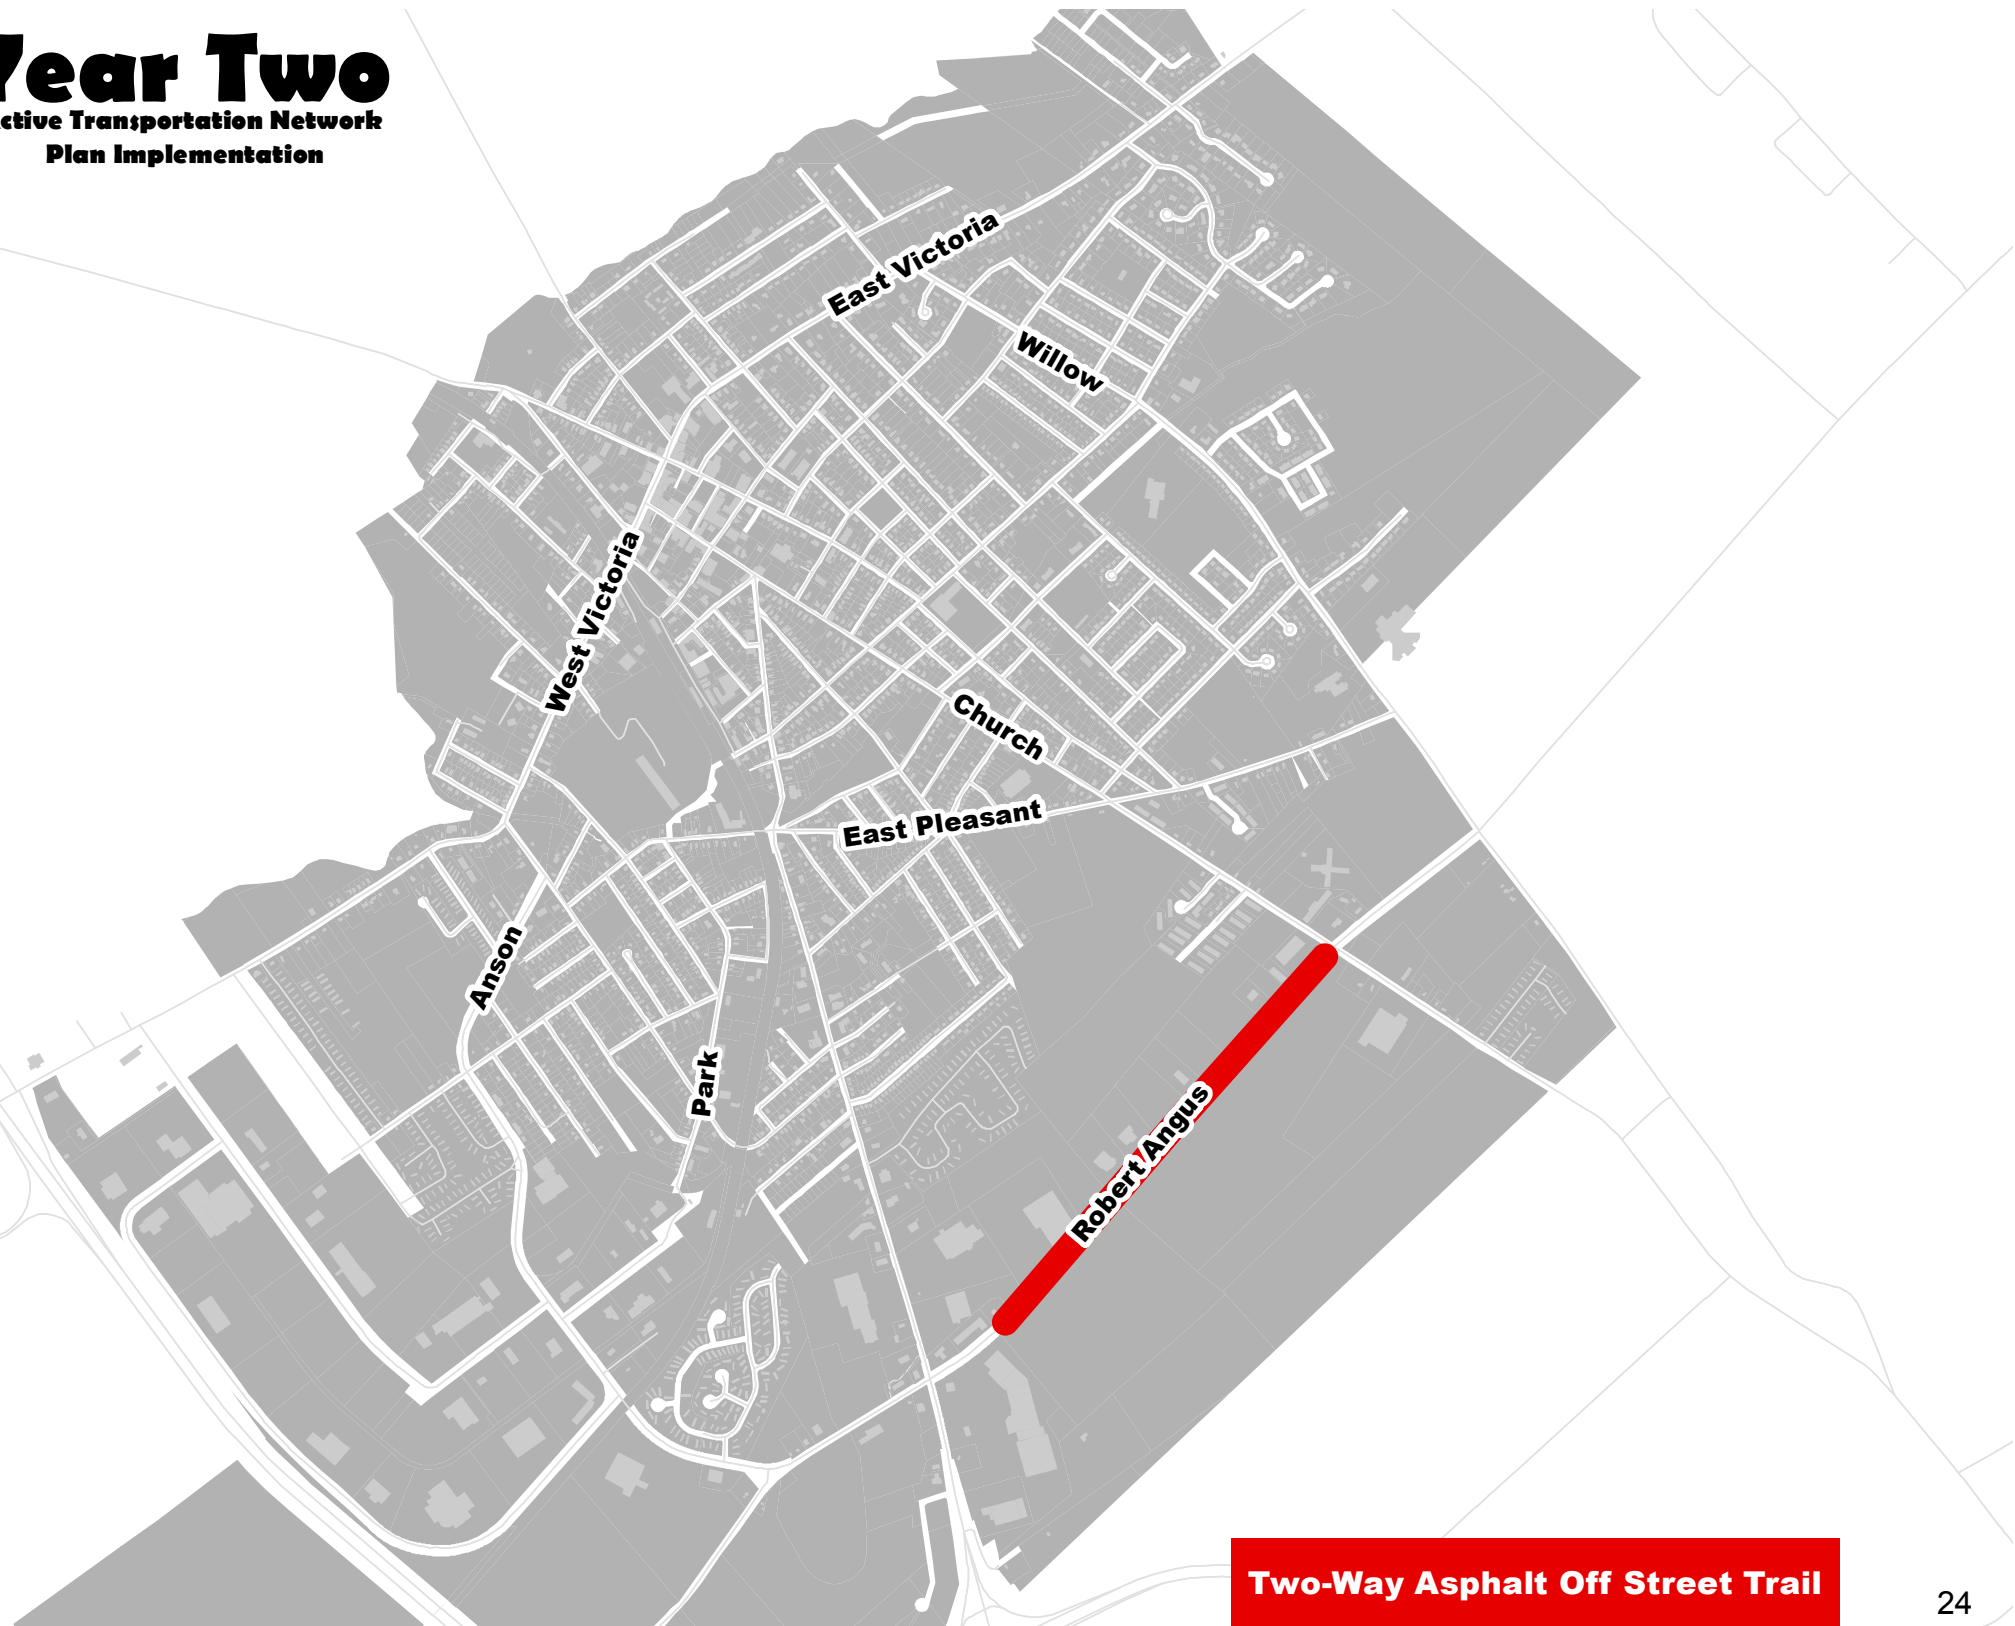 Year Two
ctive Transportation Network
Plan Implementation
East Victoria
Willow
West Victoria
Church
East Pleasant
Anson
Park
Robert Angus
Two-Way Asphalt Off Street Trail
24